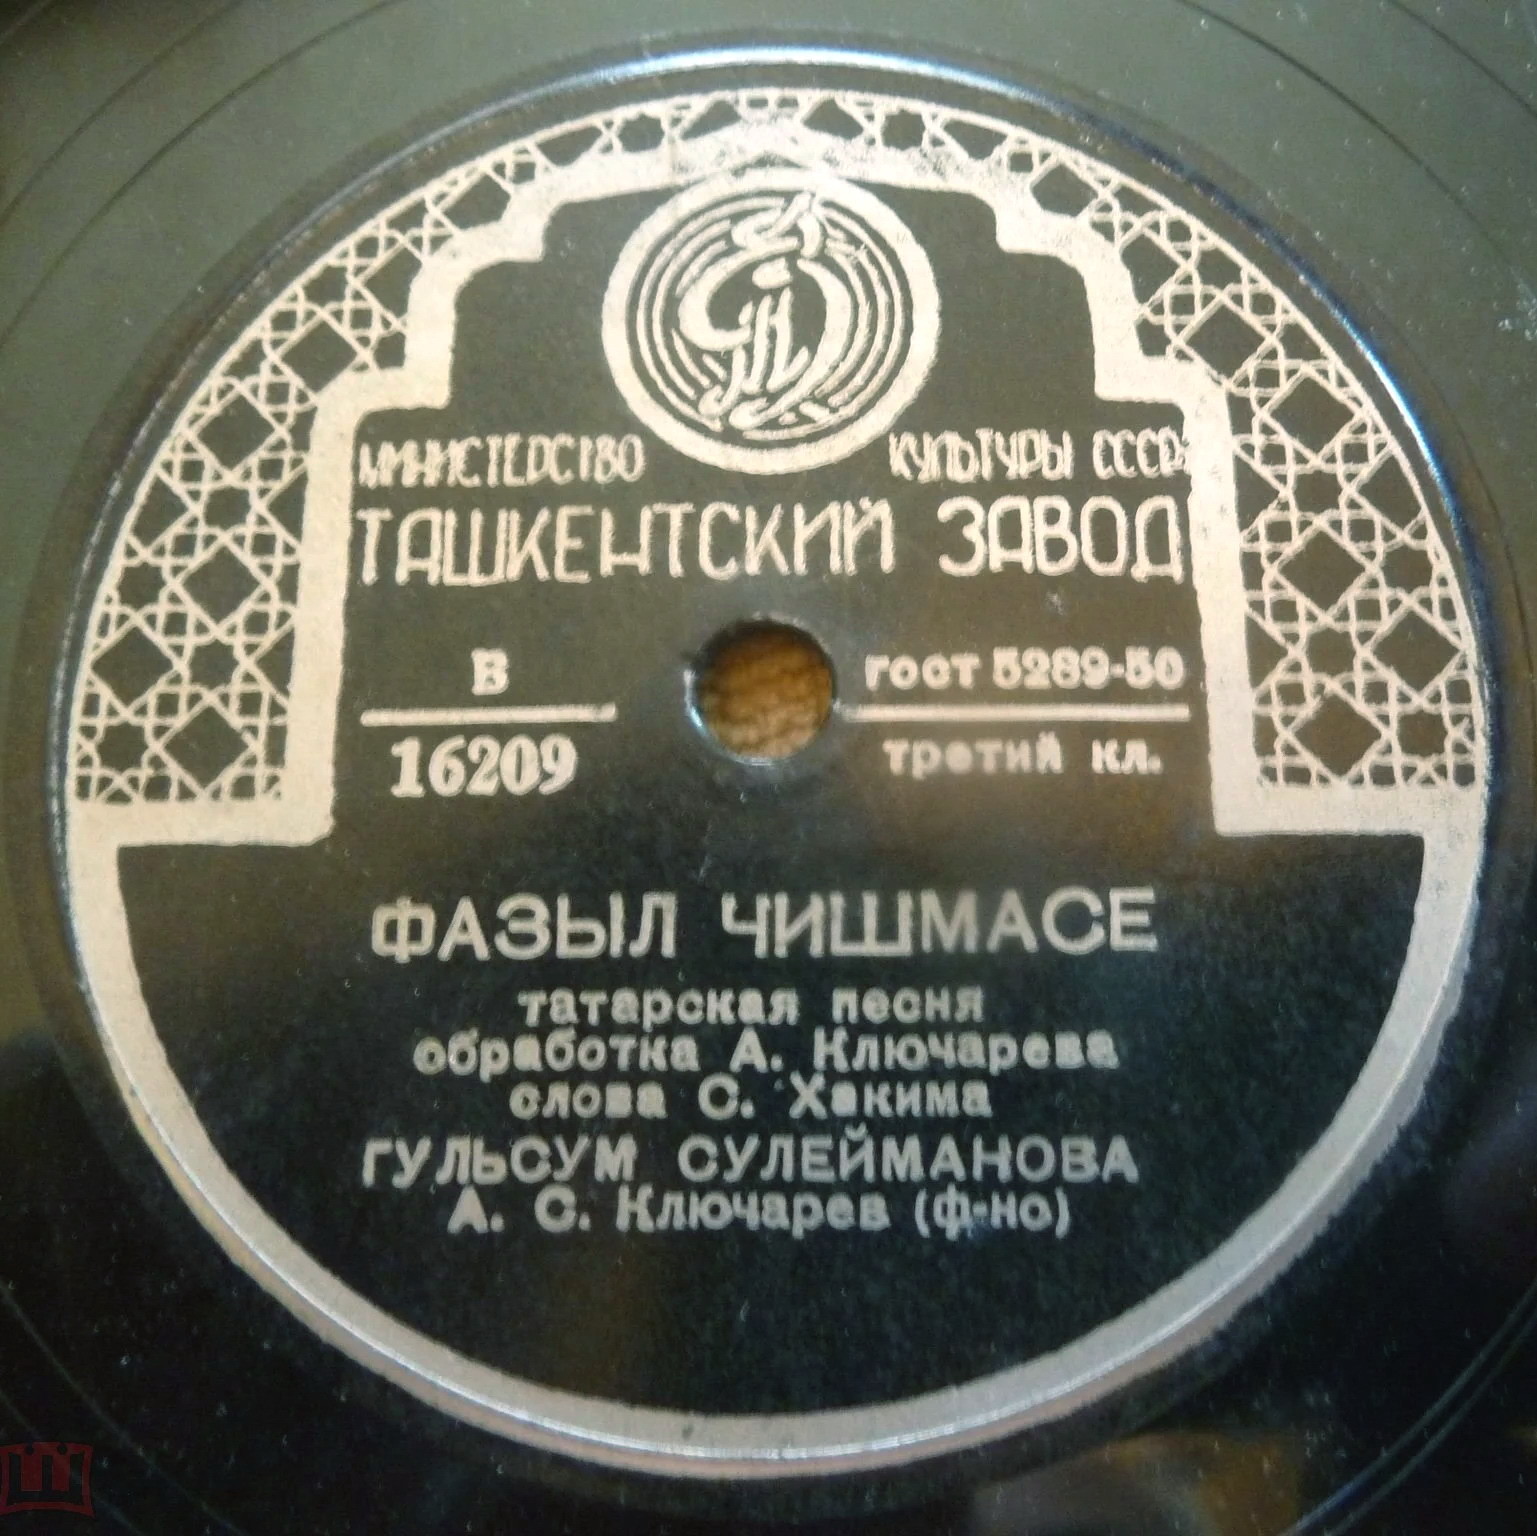 МИНИСТЕРСТВО КУЛЬТУРЫ СССР
ТАШКЕНТСКИЙ ЗАВОД
В гост 5289-50
16209 третий кл.
ФАЗЫЛ ЧИШМАСЕ
татарская песня
обработка А. Ключарева
слова С. Хакима
ГУЛЬСУМ СУЛЕЙМАНОВА
А. С. Ключарев (ф-но)